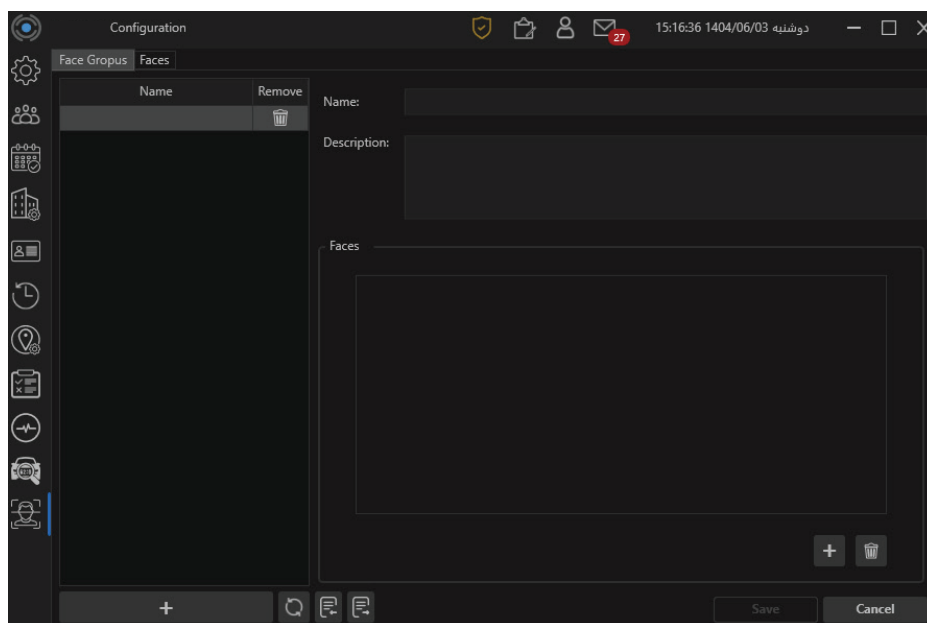 Configuration
27
15:16:36 1404/06/03 دوشنبه
Face Gropus Faces
Name Remove
Name:
Description:
Faces
+
+
Save Cancel